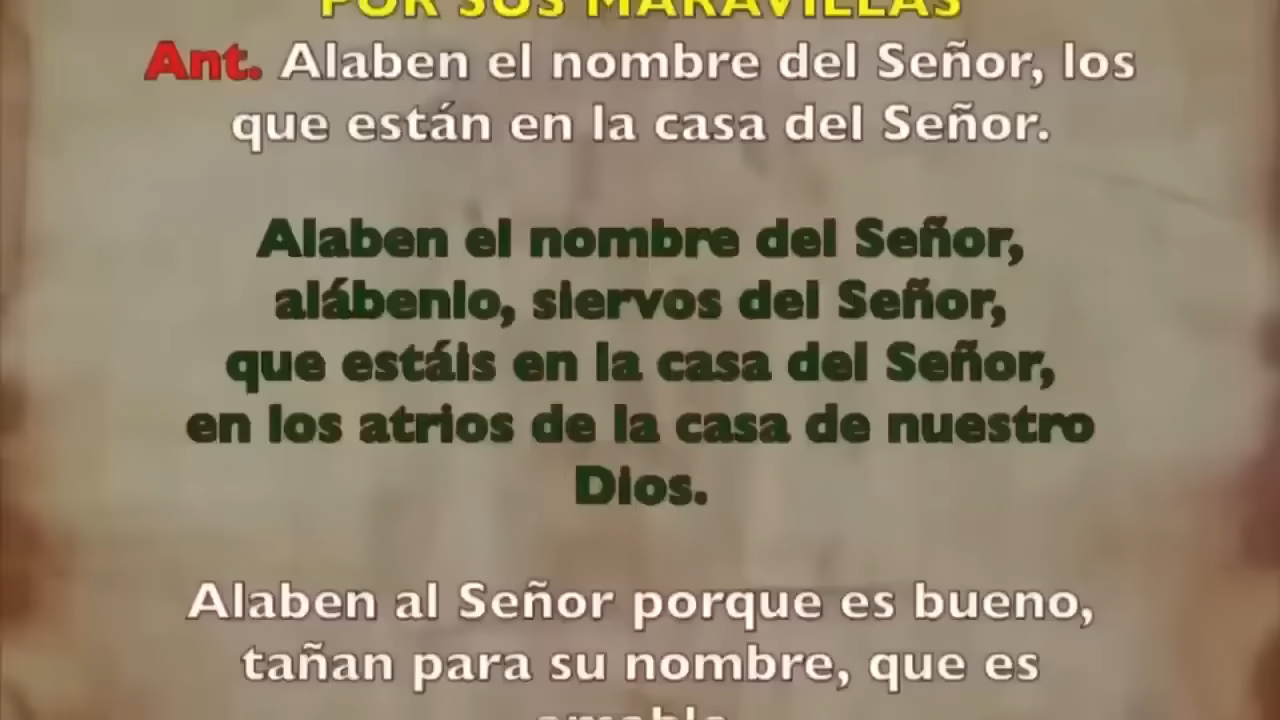 POR SUS MARAVILLAS
Ant. Alaben el nombre del Señor, los
que están en la casa del Señor.
Alaben el nombre del Señor,
alábenlo, siervos del Señor,
que estáis en la casa del Señor,
en los atrios de la casa de nuestro
Dios.
Alaben al Señor porque es bueno,
tañan para su nombre, que es